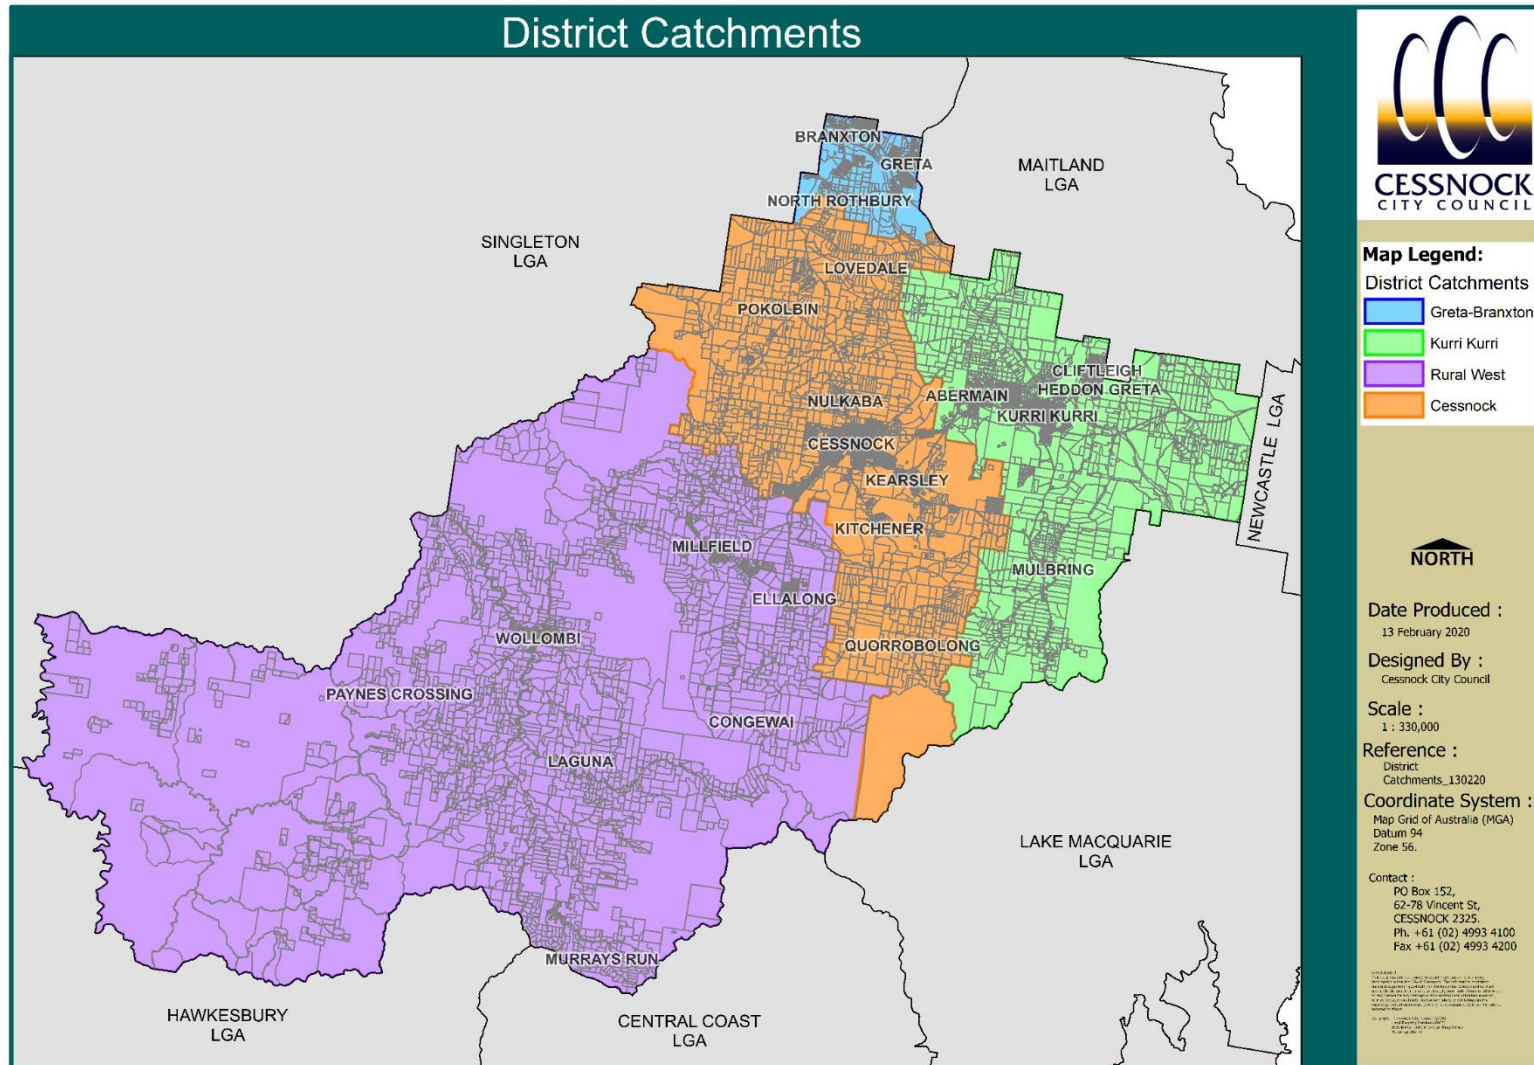 District Catchments
BRANXTON
GRETA
MAITLAND
LGA
NORTH ROTHBURY
SINGLETON
LGA
LOVEDALE
POKOLBIN
CLIFTLEIGH
HEDDON GRETA
ABERMAIN
NULKABA
KURRI KURRI
CESSNOCK
NEWCASTLE LGA
KEARSLEY
KITCHENER
MILLFIELD
MULBRING
ELLALONG
WOLLOMBI
QUORROBOLONG
PAYNES CROSSING
CONGEWAI
LAGUNA
LAKE MACQUARIE
LGA
MURRAYS RUN
HAWKESBURY
LGA
CENTRAL COAST
LGA
CESSNOCK
CITY COUNCIL
Map Legend:
District Catchments
Greta-Branxton
Kurri Kurri
Rural West
Cessnock
NORTH
Date Produced :
13 February 2020
Designed By :
Cessnock City Council
Scale :
1 : 330,000
Reference :
District
Catchments_130220
Coordinate System :
Map Grid of Australia (MGA)
Datum 94
Zone 56.
Contact :
PO Box 152,
62-78 Vincent St,
CESSNOCK 2325.
Ph. +61 (02) 4993 4100
Fax +61 (02) 4993 4200